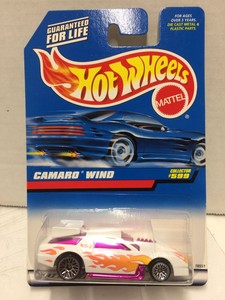 GUARANTEED
FOR LIFE
FOR AGES
OVER 3 YEARS
DIE CAST METAL &
PLASTIC PARTS.
Hot Wheels
MATTEL
CAMARO® WIND
COLLECTOR
#599